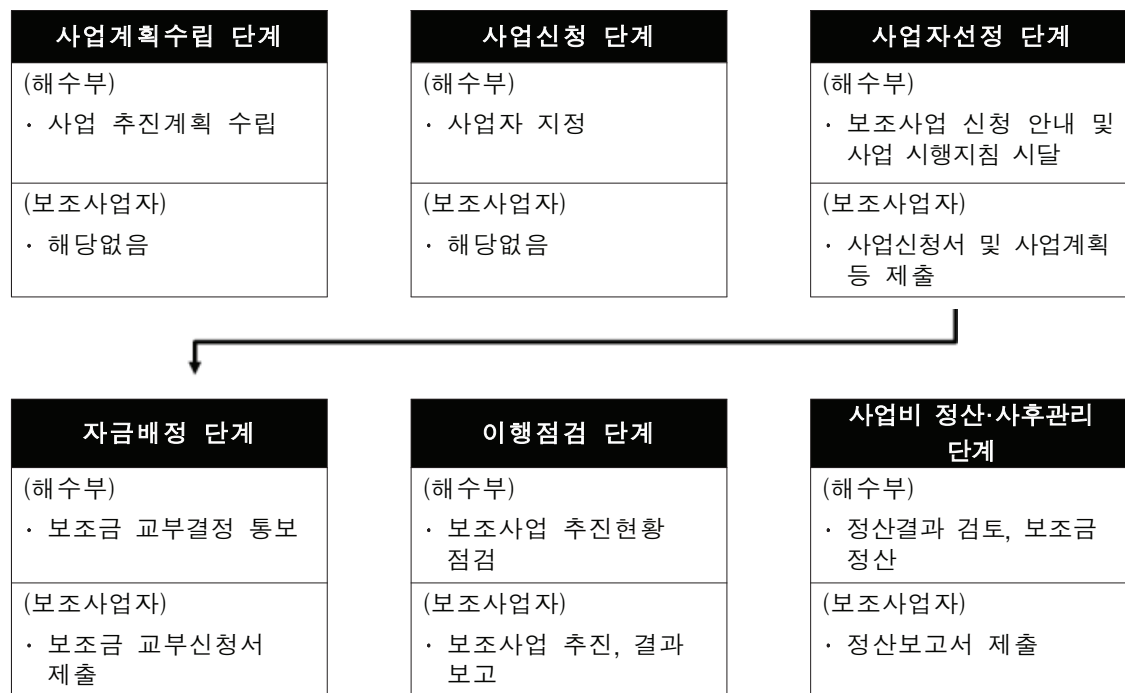 사업계획수립 단계
(해수부)
· 사업 추진계획 수립
(보조사업자)
· 해당없음
사업신청 단계
(해수부)
· 사업자 지정
(보조사업자)
· 해당없음
사업자선정 단계
(해수부)
· 보조사업 신청 안내 및
사업 시행지침 시달
(보조사업자)
· 사업신청서 및 사업계획
등 제출
자금배정 단계
(해수부)
· 보조금 교부결정 통보
(보조사업자)
· 보조금 교부신청서
제출
이행점검 단계
(해수부)
· 보조사업 추진현황
점검
(보조사업자)
· 보조사업 추진, 결과
보고
사업비 정산·사후관리
단계
(해수부)
· 정산결과 검토, 보조금
정산
(보조사업자)
· 정산보고서 제출